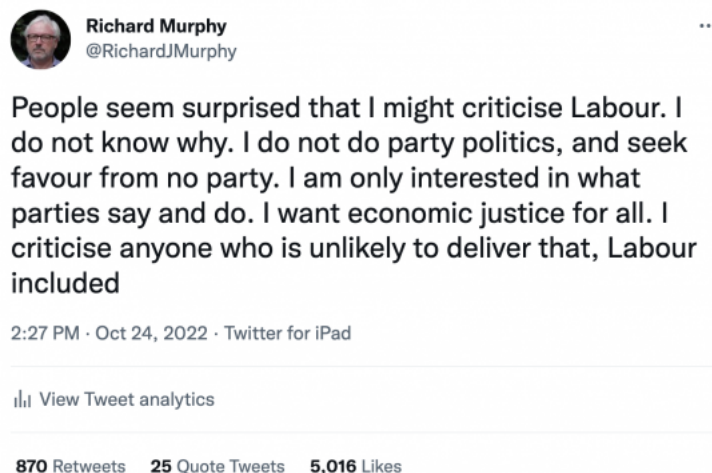 Richard Murphy
@RichardJMurphy
People seem surprised that I might criticise Labour. I
do not know why. I do not do party politics, and seek
favour from no party. I am only interested in what
parties say and do. I want economic justice for all. I
criticise anyone who is unlikely to deliver that, Labour
included
2:27 PM · Oct 24, 2022 · Twitter for iPad
View Tweet analytics
870 Retweets 25 Quote Tweets 5,016 Likes